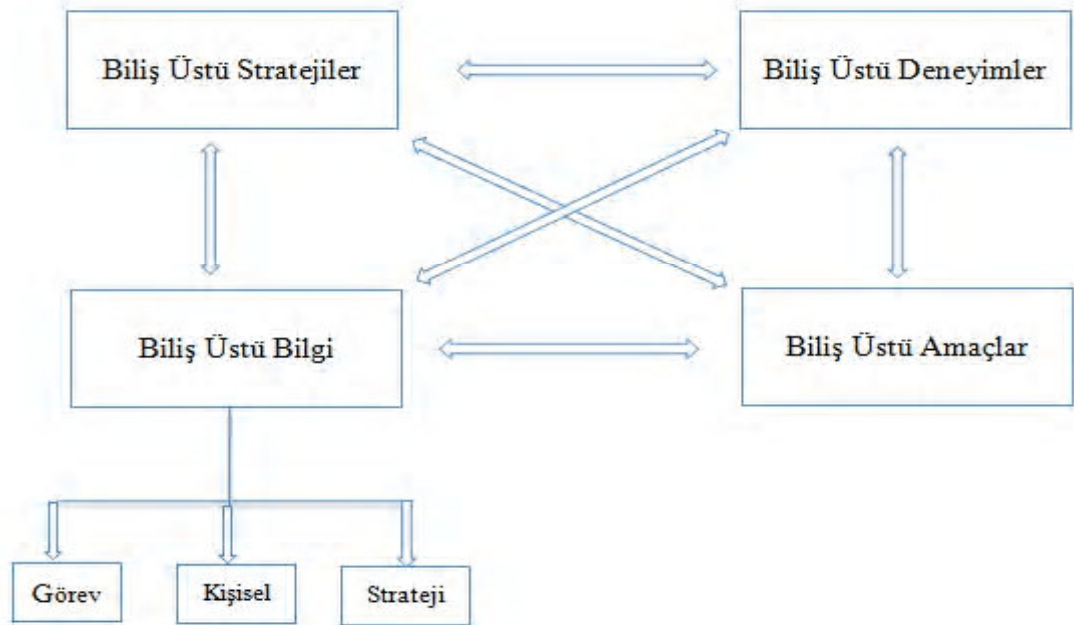 Biliş Üstü Stratejiler
Biliş Üstü Deneyimler
Biliş Üstü Bilgi
Biliş Üstü Amaçlar
Görev
Kişisel
Strateji